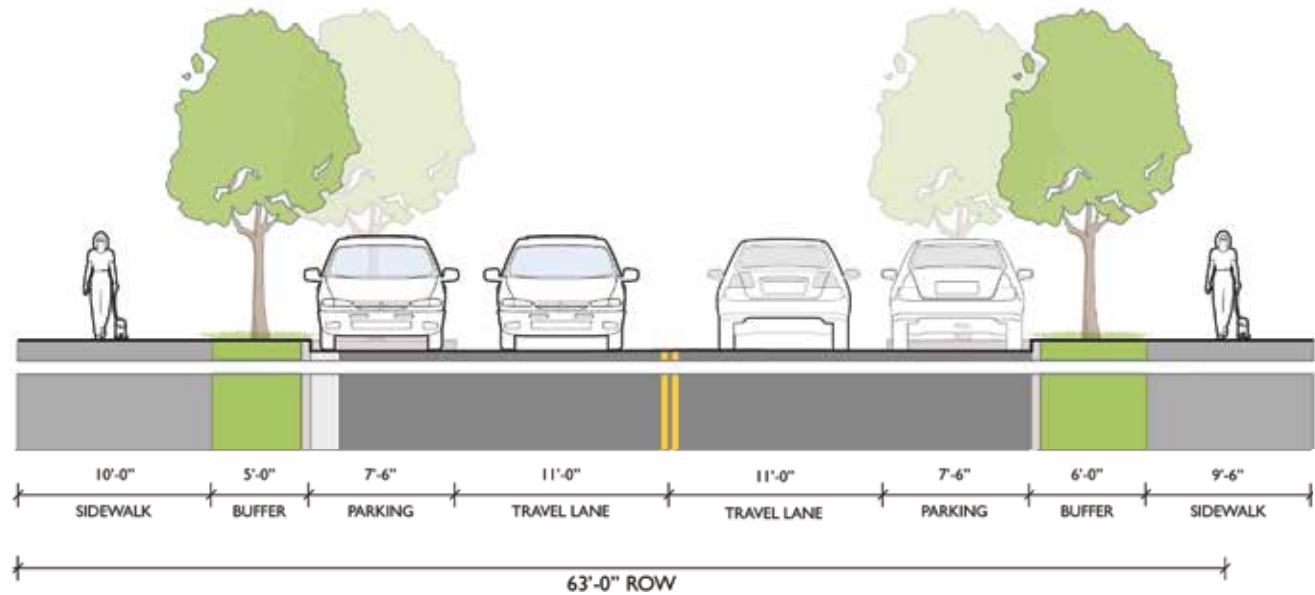 10'-0" 5'-0" 7'-6" 11'-0" 11'-0" 7'-6" 6'-0" 9'-6"
SIDEWALK BUFFER PARKING TRAVEL LANE TRAVEL LANE PARKING BUFFER SIDEWALK
63'-0" ROW